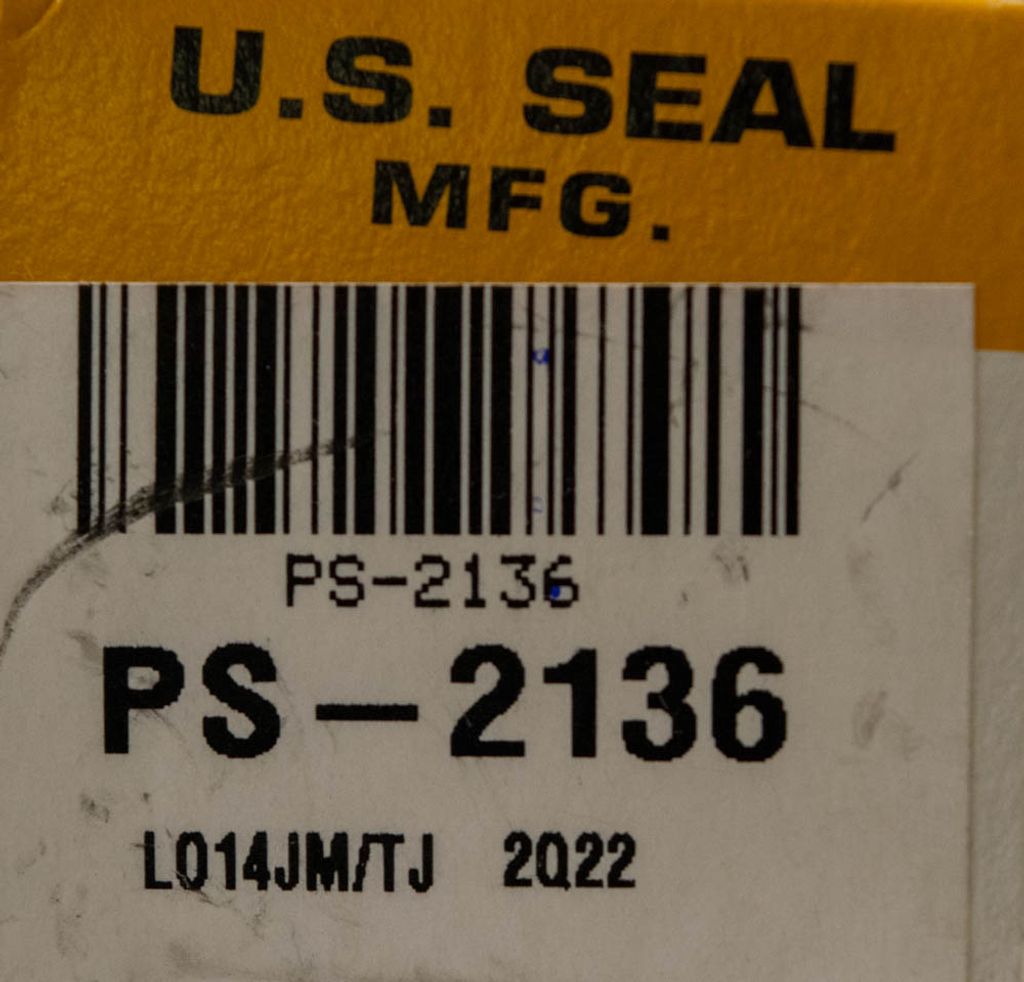 U.S. SEAL
MFG.
PS-2136
PS-2136
L014JM/TJ 2Q22